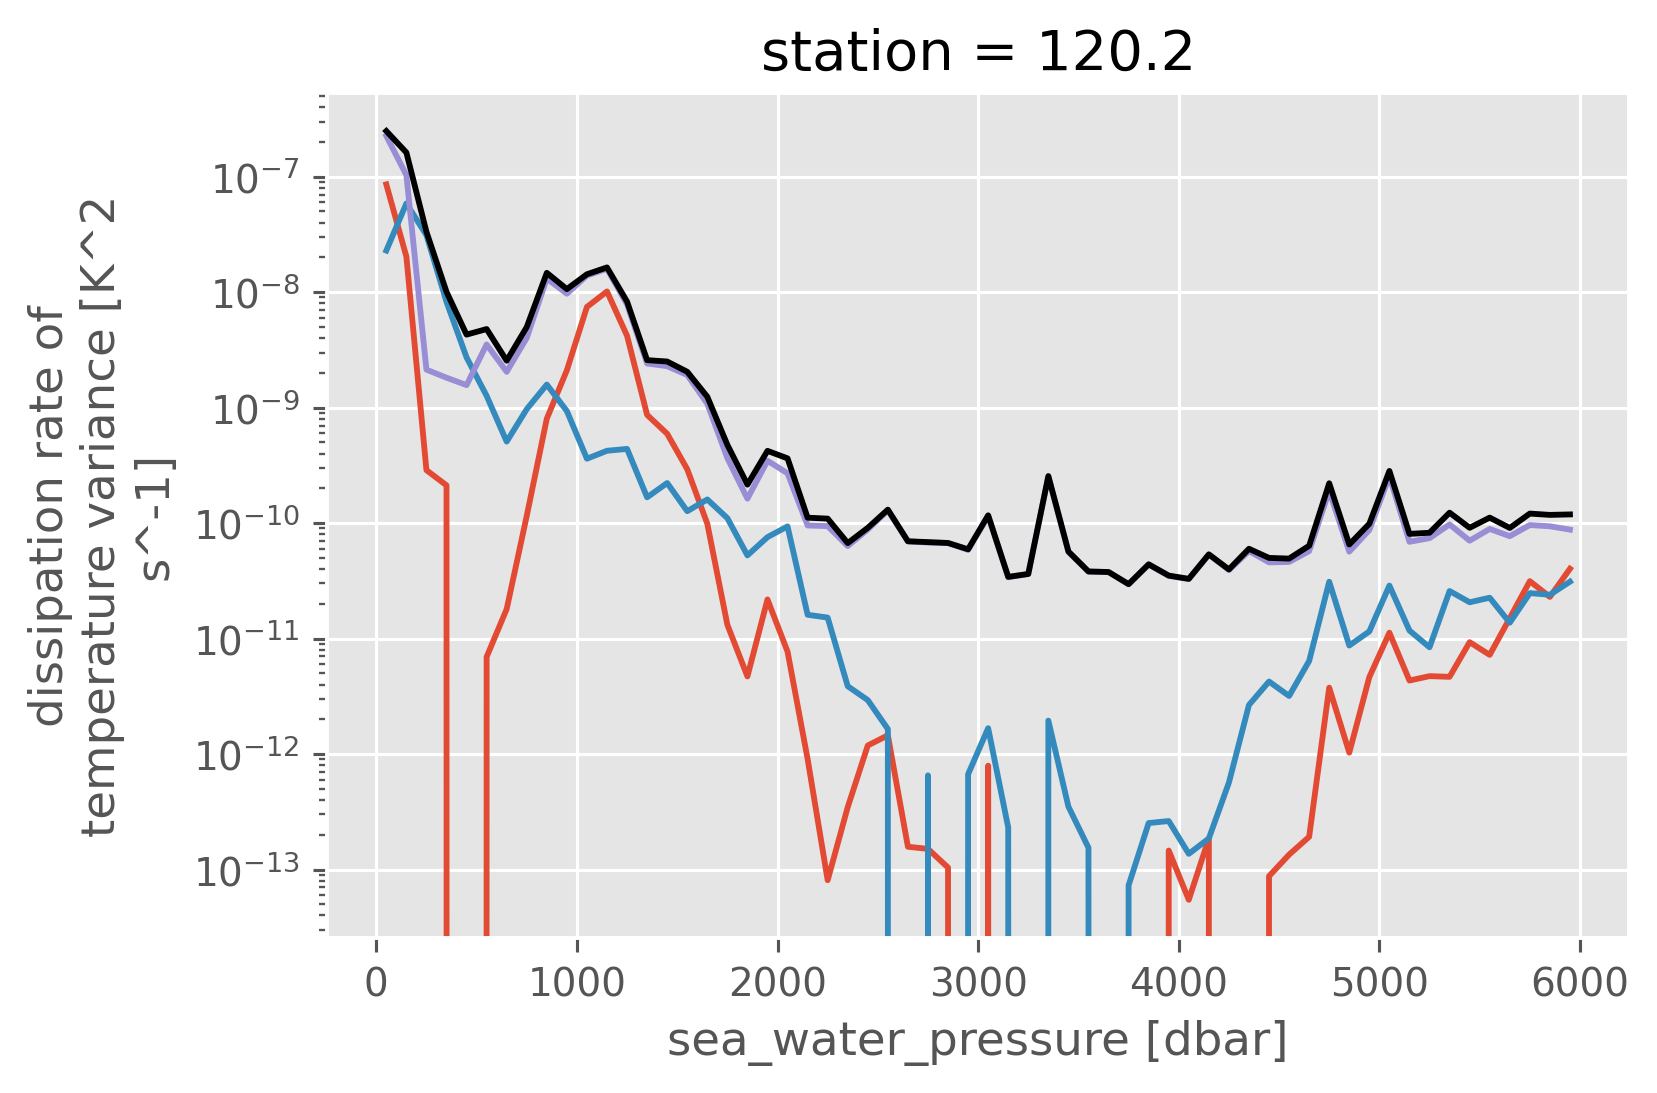 station = 120.2
dissipation rate of
temperature variance [K^2
s^-1]
10⁻⁷
10⁻⁸
10⁻⁹
10⁻¹⁰
10⁻¹¹
10⁻¹²
10⁻¹³
0 1000 2000 3000 4000 5000 6000
sea_water_pressure [dbar]